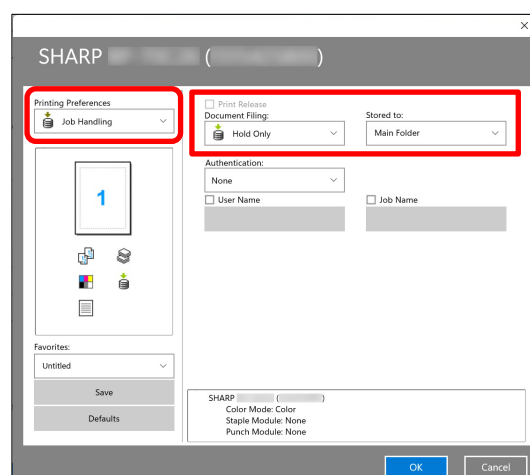 SHARP ( )
Printing Preferences
Job Handling
Print Release
Document Filing:
Hold Only
Stored to:
Main Folder
Authentication:
None
User Name
Job Name
1
Favorites:
Untitled
Save
Defaults
SHARP ( )
Color Mode: Color
Staple Module: None
Punch Module: None
OK
Cancel